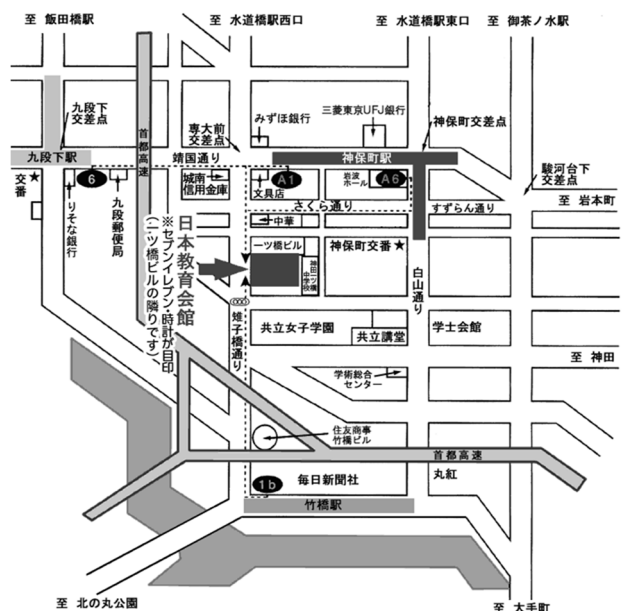 至 飯田橋駅
至 水道橋駅西口
至 水道橋駅東口
至 御茶ノ水駅
九段下
交差点
首都高速
専大前
交差点
みずほ銀行
三菱東京UFJ銀行
神保町交差点
九段下駅
靖国通り
神保町駅
駿河台下
交差点
交番★
6
りそな銀行
九段郵便局
城南
信用金庫
A1
文具店
岩波
ホール
A6
さくら通り
すずらん通り
至 岩本町
中華
日本教育会館
※セブンイレブン・時計が目印
(一ツ橋ビルの隣りです)
一ツ橋ビル
神田一ツ橋
中学校
神保町交番★
白山通り
雉子橋通り
共立女子学園
共立講堂
学士会館
至 神田
学術総合
センター
住友商事
竹橋ビル
首都高速
1b
毎日新聞社
丸紅
竹橋駅
至 北の丸公園
至 大手町